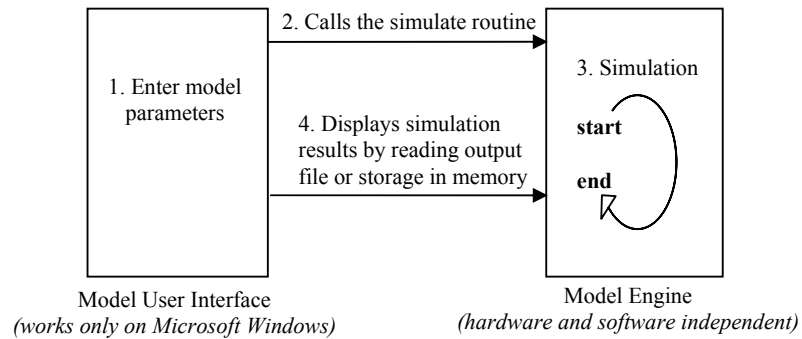 2. Calls the simulate routine
1. Enter model
parameters
3. Simulation
4. Displays simulation
results by reading output
file or storage in memory
start
end
Model User Interface
(works only on Microsoft Windows)
Model Engine
(hardware and software independent)